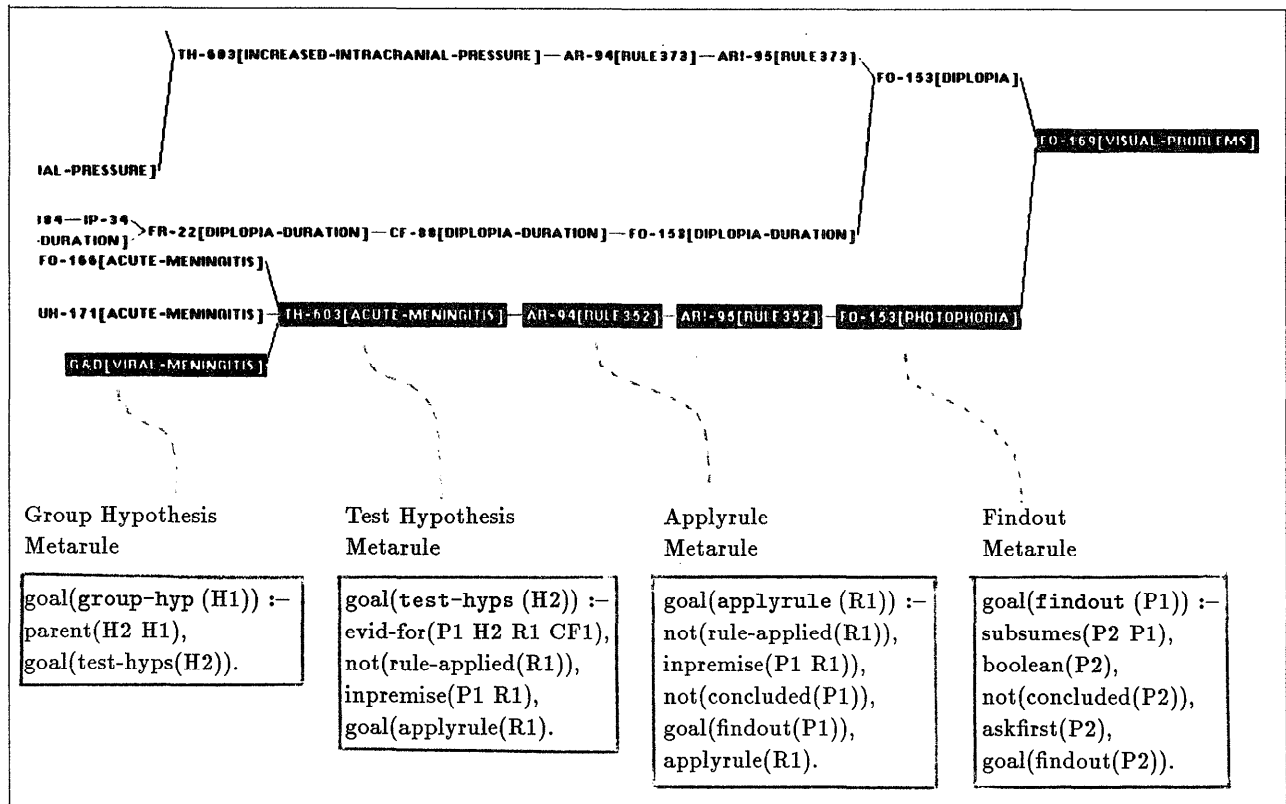 TH-603[INCREASED-INTRACRANIAL-PRESSURE]—AR-94[RULE373]—AR!-95[RULE373]
FO-153[DIPLOPIA]
FO-169[VISUAL-PROBLEMS]
IAL-PRESSURE]
184—IP-34
-DURATION]
FR-22[DIPLOPIA-DURATION]—CF-88[DIPLOPIA-DURATION]—FO-158[DIPLOPIA-DURATION]
FO-166[ACUTE-MENINGITIS]
UH-171[ACUTE-MENINGITIS]—TH-603[ACUTE-MENINGITIS]—AR-94[RULE352]—AR!-95[RULE352]—FO-153[PHOTOPHOBIA]
G&D[VIRAL-MENINGITIS]
Group Hypothesis
Metarule
goal(group-hyp (H1)) :–
parent(H2 H1),
goal(test-hyps(H2)).
Test Hypothesis
Metarule
goal(test-hyps (H2)) :–
evid-for(P1 H2 R1 CF1),
not(rule-applied(R1)),
inpremise(P1 R1),
goal(applyrule(R1).
Applyrule
Metarule
goal(applyrule (R1)) :–
not(rule-applied(R1)),
inpremise(P1 R1)),
not(concluded(P1)),
goal(findout(P1)),
applyrule(R1).
Findout
Metarule
goal(findout (P1)) :–
subsumes(P2 P1),
boolean(P2),
not(concluded(P2)),
askfirst(P2),
goal(findout(P2)).